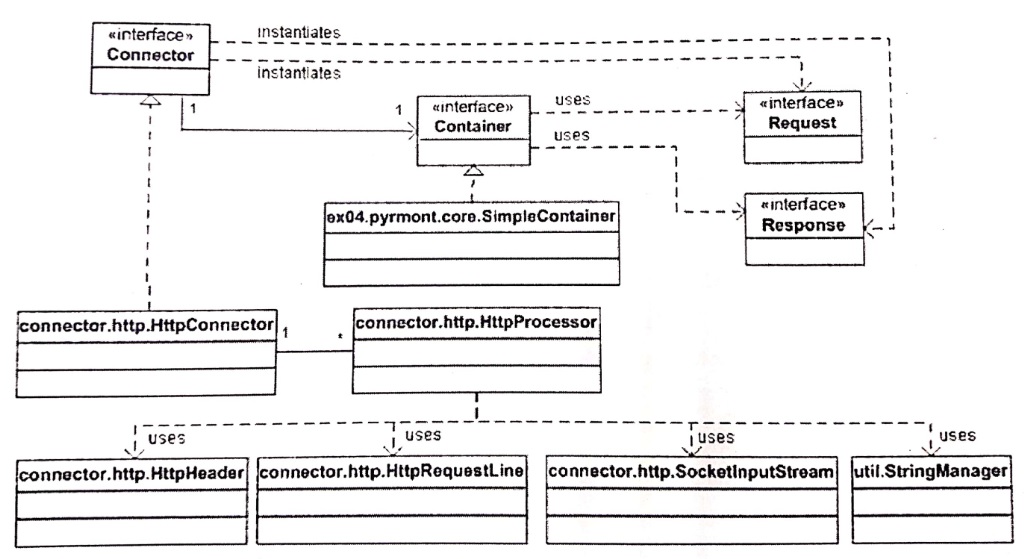 «interface»
Connector
instantiates
instantiates
1
1
«interface»
Container
uses
uses
«interface»
Request
«interface»
Response
ex04.pyrmont.core.SimpleContainer
connector.http.HttpConnector
1
*
connector.http.HttpProcessor
uses
uses
uses
uses
connector.http.HttpHeader
connector.http.HttpRequestLine
connector.http.SocketInputStream
util.StringManager